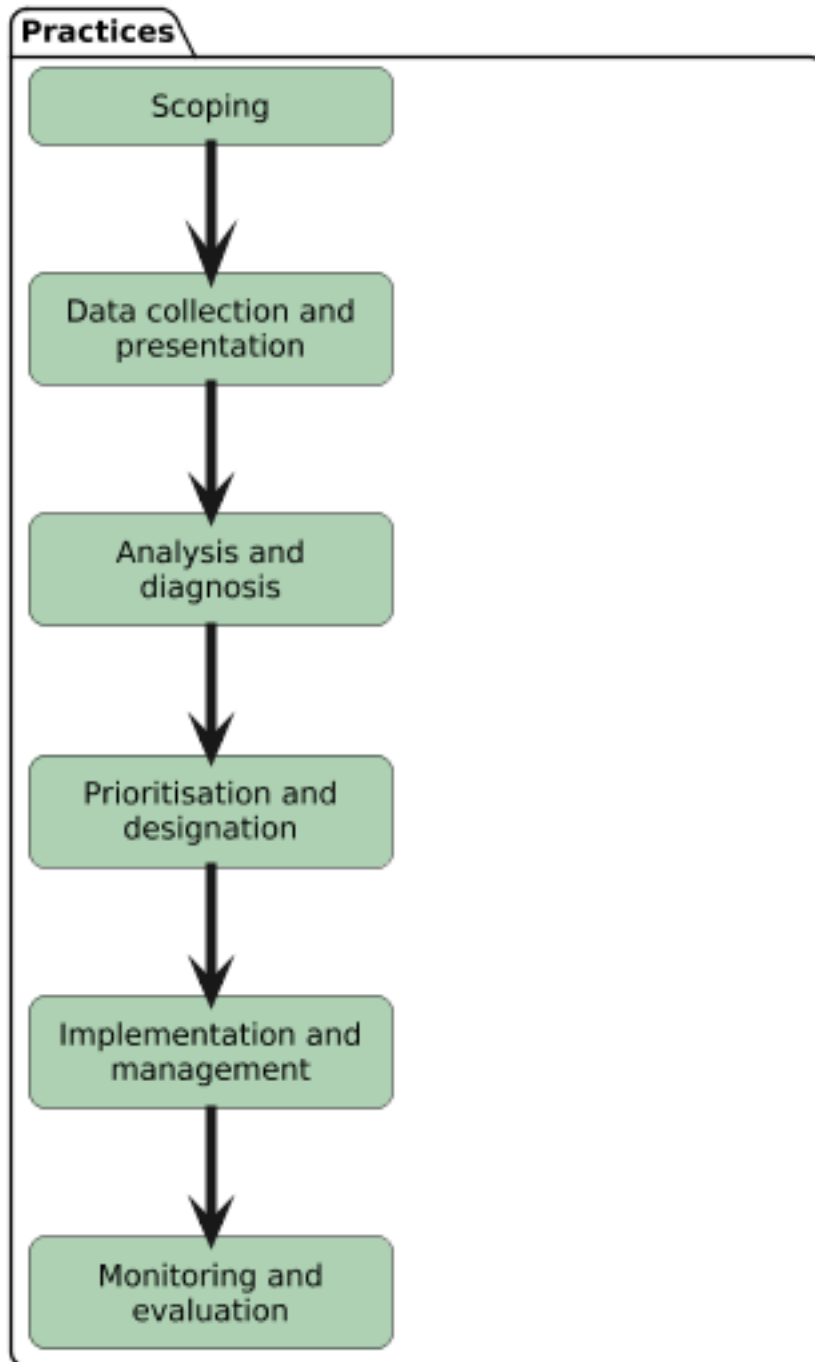 Practices
Scoping
Data collection and
presentation
Analysis and
diagnosis
Prioritisation and
designation
Implementation and
management
Monitoring and
evaluation